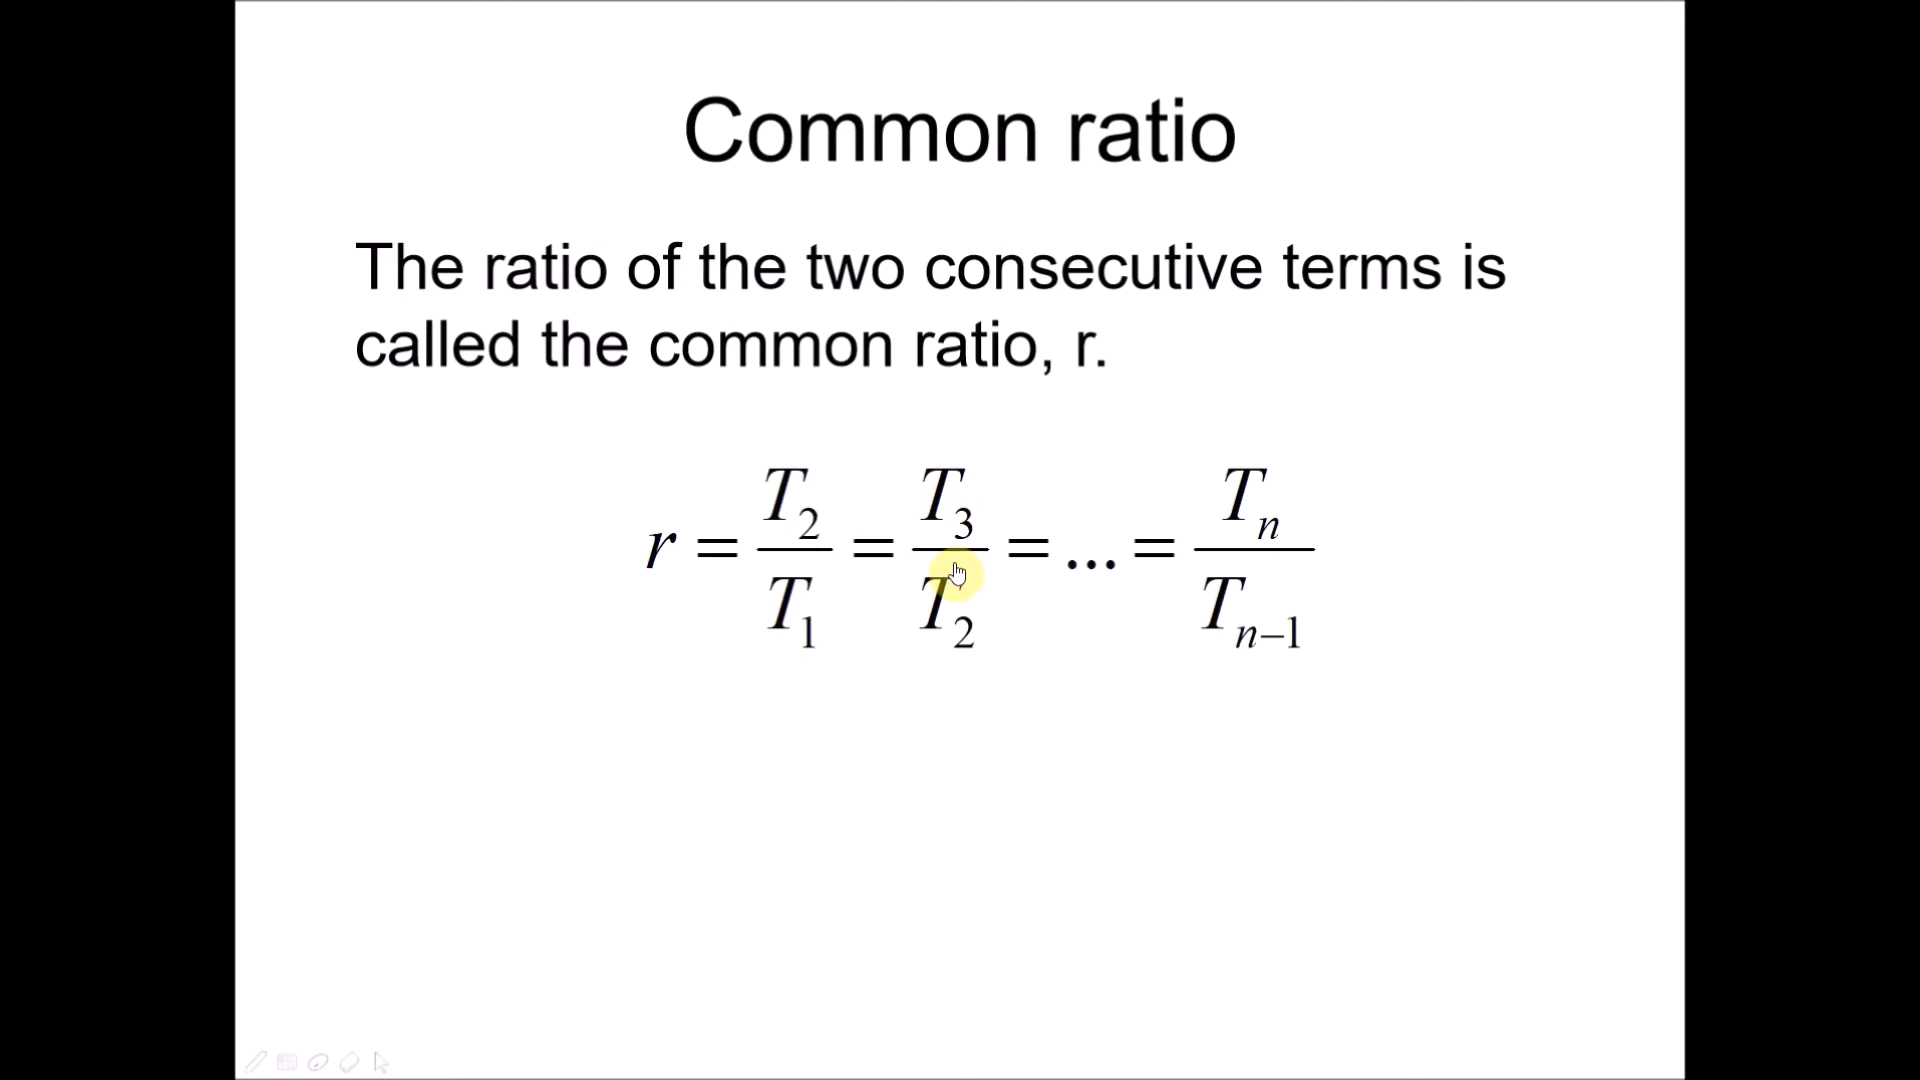 Common ratio
The ratio of the two consecutive terms is
called the common ratio, r.
r = T₂/T₁ = T₃/T₂ = ... = Tₙ/Tₙ₋₁